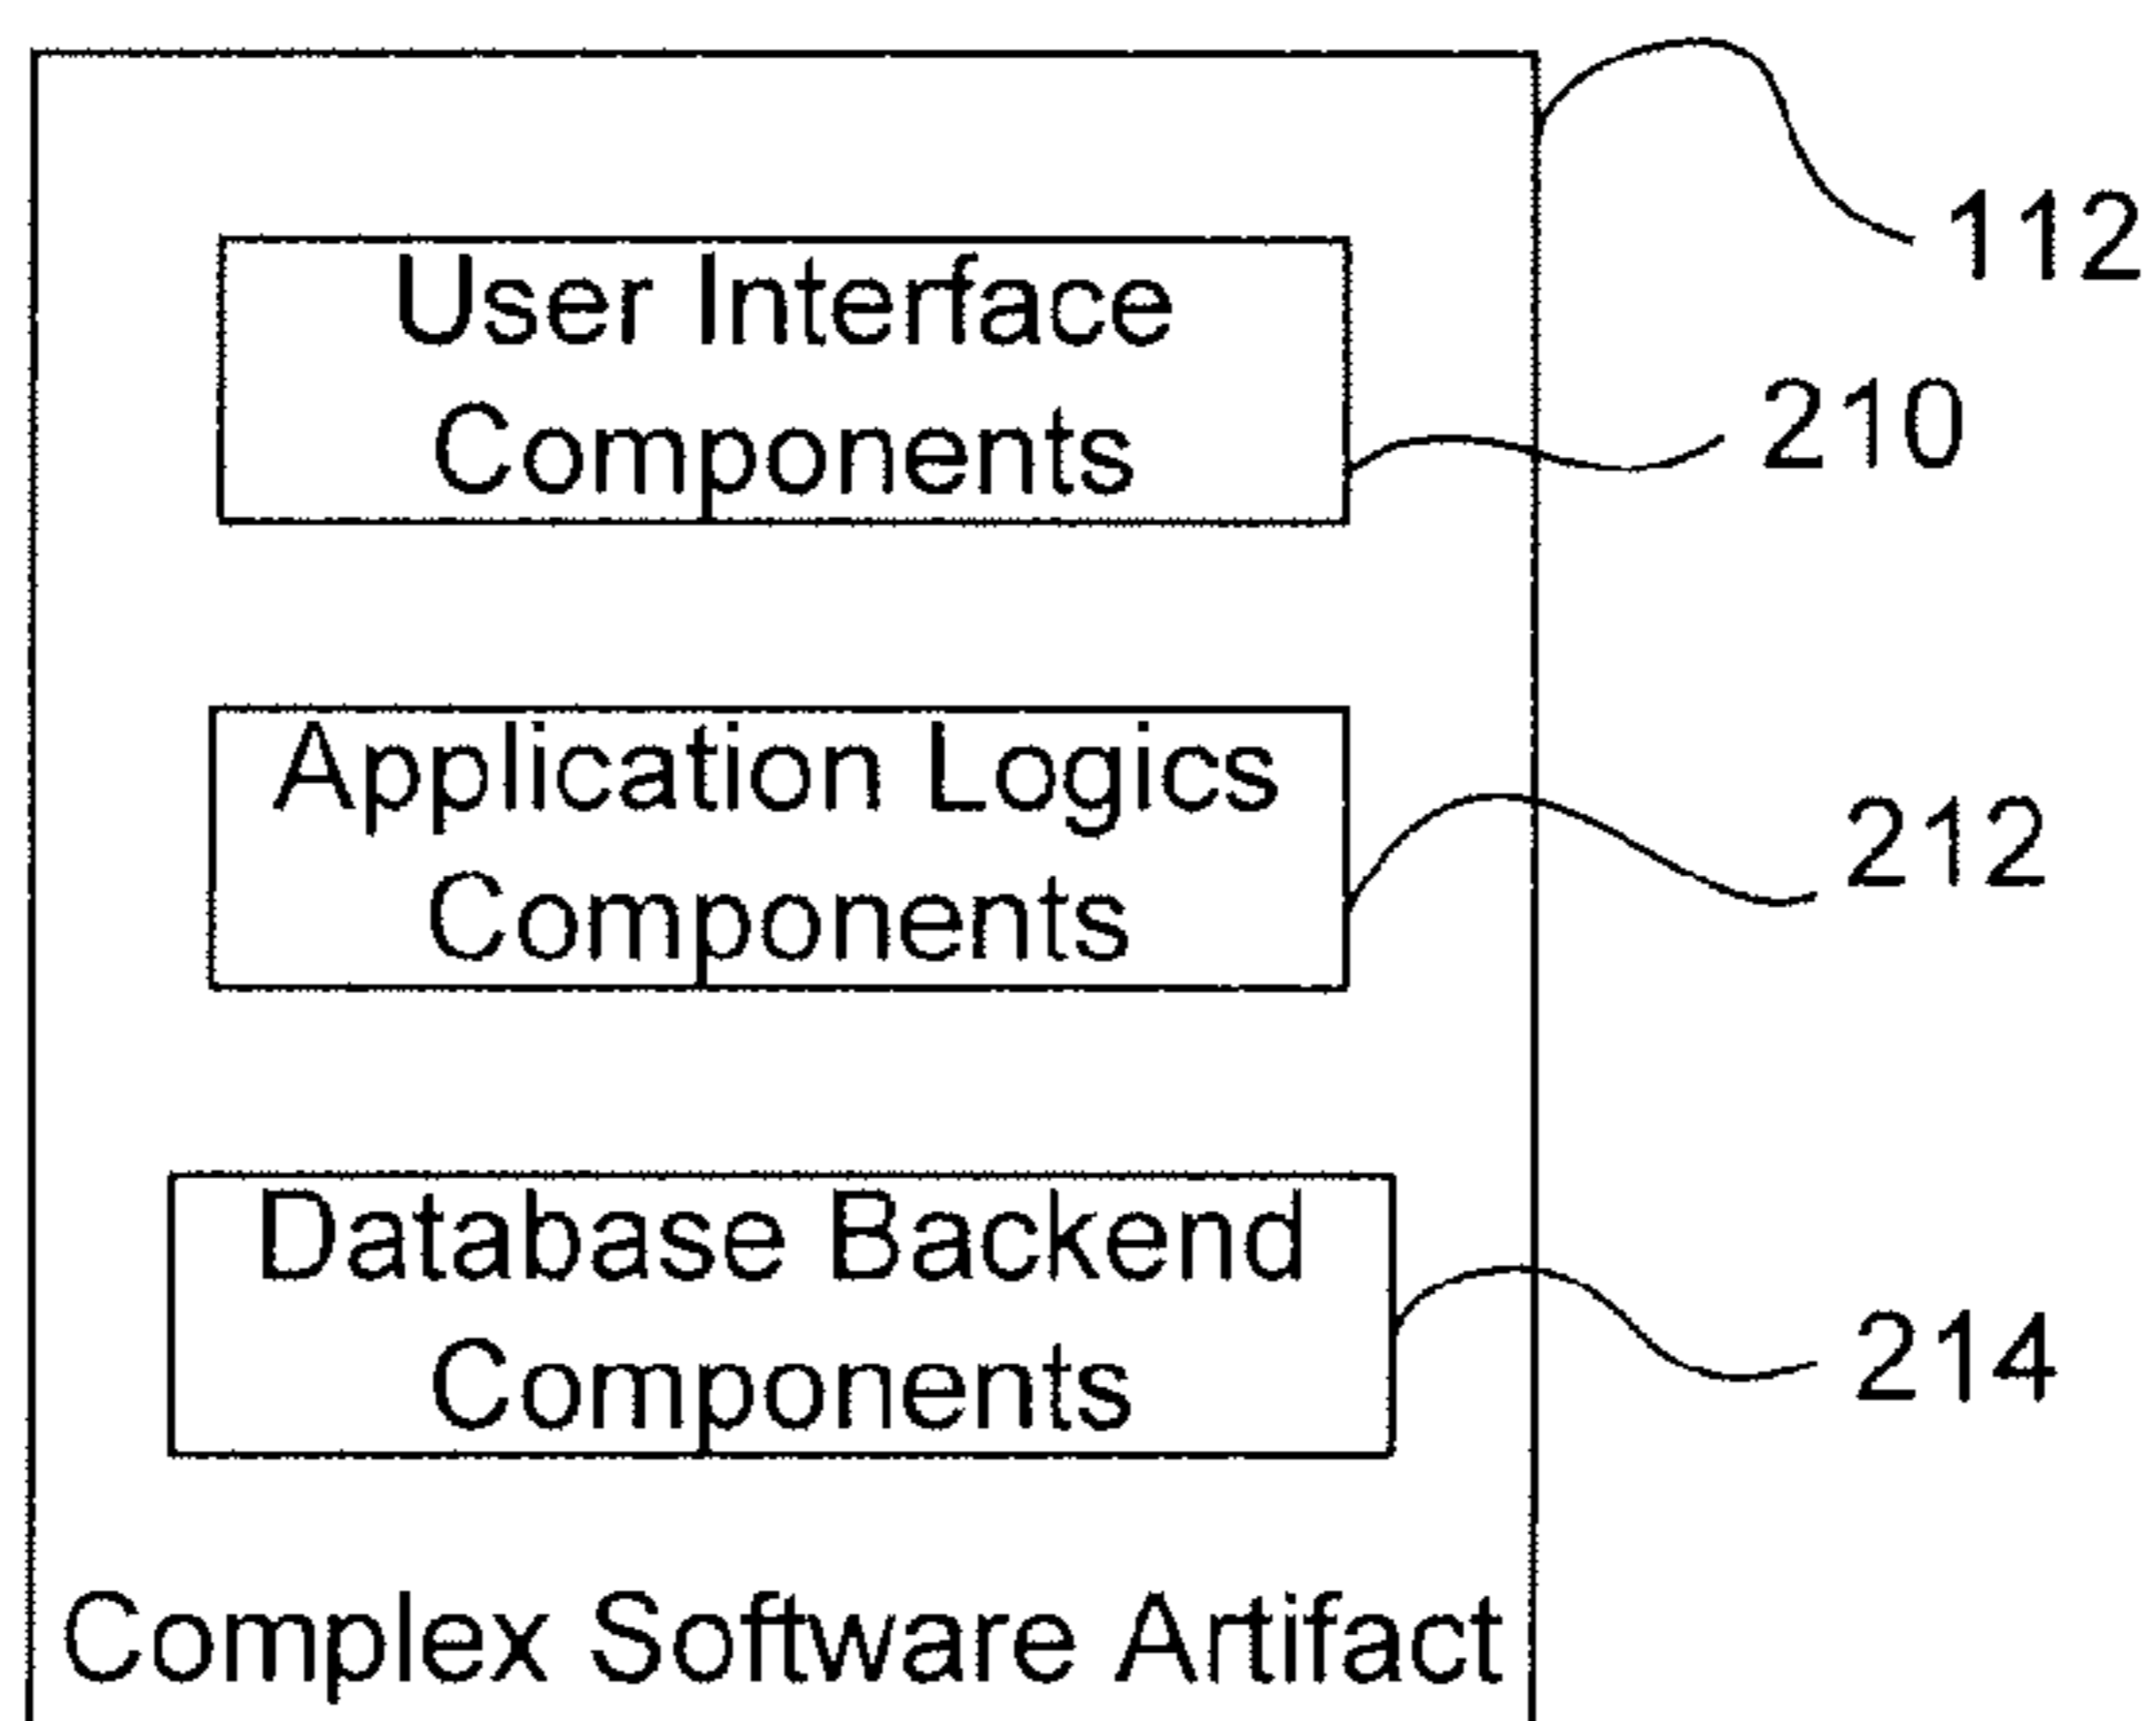 112
User Interface
Components
210
Application Logics
Components
212
Database Backend
Components
214
Complex Software Artifact